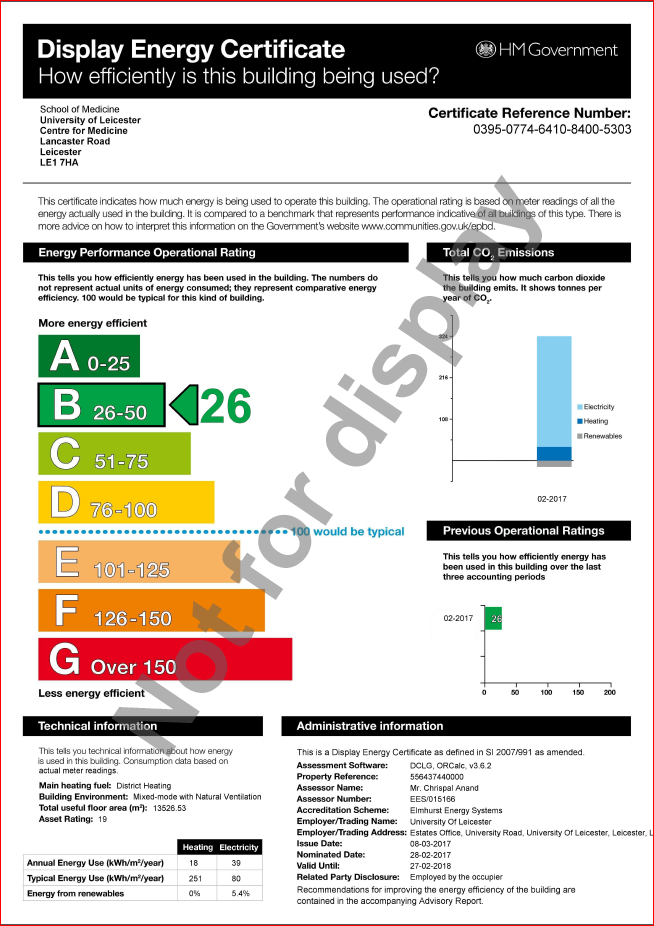 Display Energy Certificate
How efficiently is this building being used?
HM Government
School of Medicine
University of Leicester
Centre for Medicine
Lancaster Road
Leicester
LE1 7HA
Certificate Reference Number:
0395-0774-6410-8400-5303
This certificate indicates how much energy is being used to operate this building. The operational rating is based on meter readings of all the
energy actually used in the building. It is compared to a benchmark that represents performance indicative of all buildings of this type. There is
more advice on how to interpret this information on the Government's website www.communities.gov.uk/epbd.
Energy Performance Operational Rating
This tells you how efficiently energy has been used in the building. The numbers do
not represent actual units of energy consumed; they represent comparative energy
efficiency. 100 would be typical for this kind of building.
More energy efficient
A 0-25
B 26-50
26
C 51-75
D 76-100
100 would be typical
E 101-125
F 126-150
G Over 150
Less energy efficient
Total CO2 Emissions
This tells you how much carbon dioxide
the building emits. It shows tonnes per
year of CO2.
324
216
108
Electricity
Heating
Renewables
02-2017
Previous Operational Ratings
This tells you how efficiently energy has
been used in this building over the last
three accounting periods
02-2017 26
0 50 100 150 200
Not for display
Technical information
This tells you technical information about how energy
is used in this building. Consumption data based on
actual meter readings.
Main heating fuel: District Heating
Building Environment: Mixed-mode with Natural Ventilation
Total useful floor area (m²): 13526.53
Asset Rating: 19
Heating Electricity
Annual Energy Use (kWh/m²/year) 18 39
Typical Energy Use (kWh/m²/year) 251 80
Energy from renewables 0% 5.4%
Administrative information
This is a Display Energy Certificate as defined in SI 2007/991 as amended.
Assessment Software: DCLG, ORCalc, v3.6.2
Property Reference: 556437440000
Assessor Name: Mr. Chrispal Anand
Assessor Number: EES/015166
Accreditation Scheme: Elmhurst Energy Systems
Employer/Trading Name: University Of Leicester
Employer/Trading Address: Estates Office, University Road, University Of Leicester, Leicester, L
Issue Date: 08-03-2017
Nominated Date: 28-02-2017
Valid Until: 27-02-2018
Related Party Disclosure: Employed by the occupier
Recommendations for improving the energy efficiency of the building are
contained in the accompanying Advisory Report.